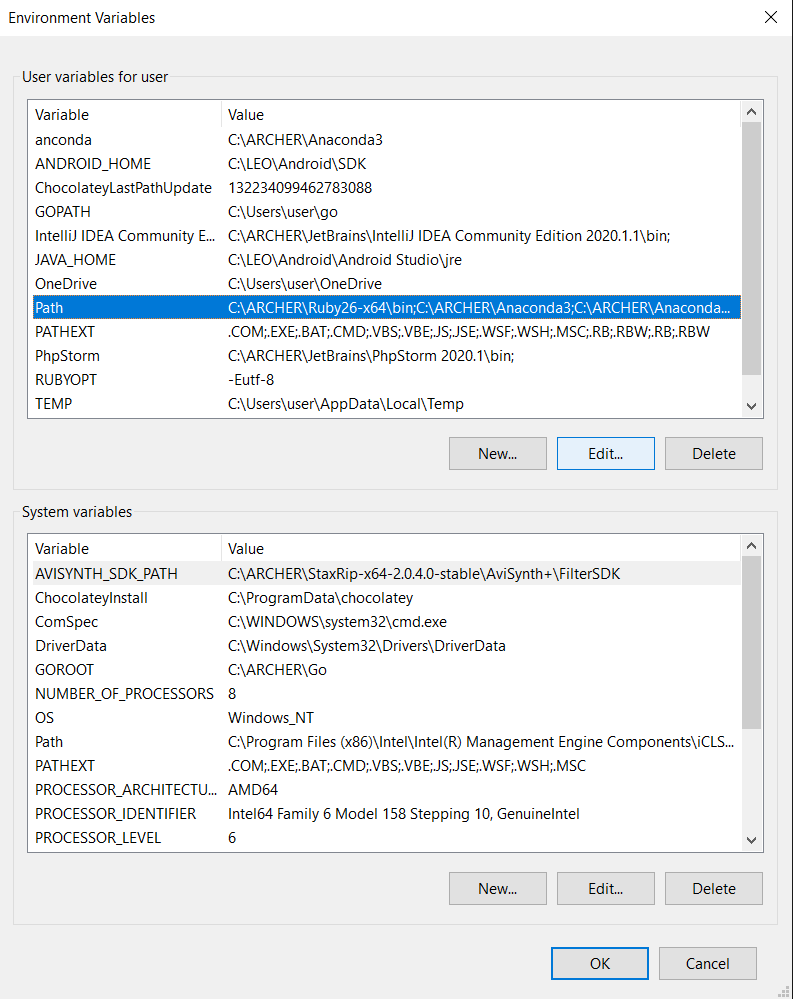 Environment Variables
User variables for user
Variable Value
anconda C:\ARCHER\Anaconda3
ANDROID_HOME C:\LEO\Android\SDK
ChocolateyLastPathUpdate 132234099462783088
GOPATH C:\Users\user\go
IntelliJ IDEA Community E... C:\ARCHER\JetBrains\IntelliJ IDEA Community Edition 2020.1.1\bin;
JAVA_HOME C:\LEO\Android\Android Studio\jre
OneDrive C:\Users\user\OneDrive
Path C:\ARCHER\Ruby26-x64\bin;C:\ARCHER\Anaconda3;C:\ARCHER\Anaconda...
PATHEXT .COM;.EXE;.BAT;.CMD;.VBS;.VBE;.JS;.JSE;.WSF;.WSH;.MSC;.RB;.RBW;.RB;.RBW
PhpStorm C:\ARCHER\JetBrains\PhpStorm 2020.1\bin;
RUBYOPT -Eutf-8
TEMP C:\Users\user\AppData\Local\Temp
New... Edit... Delete
System variables
Variable Value
AVISYNTH_SDK_PATH C:\ARCHER\StaxRip-x64-2.0.4.0-stable\AviSynth+\FilterSDK
ChocolateyInstall C:\ProgramData\chocolatey
ComSpec C:\WINDOWS\system32\cmd.exe
DriverData C:\Windows\System32\Drivers\DriverData
GOROOT C:\ARCHER\Go
NUMBER_OF_PROCESSORS 8
OS Windows_NT
Path C:\Program Files (x86)\Intel\Intel(R) Management Engine Components\iCLS...
PATHEXT .COM;.EXE;.BAT;.CMD;.VBS;.VBE;.JS;.JSE;.WSF;.WSH;.MSC
PROCESSOR_ARCHITECTU... AMD64
PROCESSOR_IDENTIFIER Intel64 Family 6 Model 158 Stepping 10, GenuineIntel
PROCESSOR_LEVEL 6
New... Edit... Delete
OK Cancel